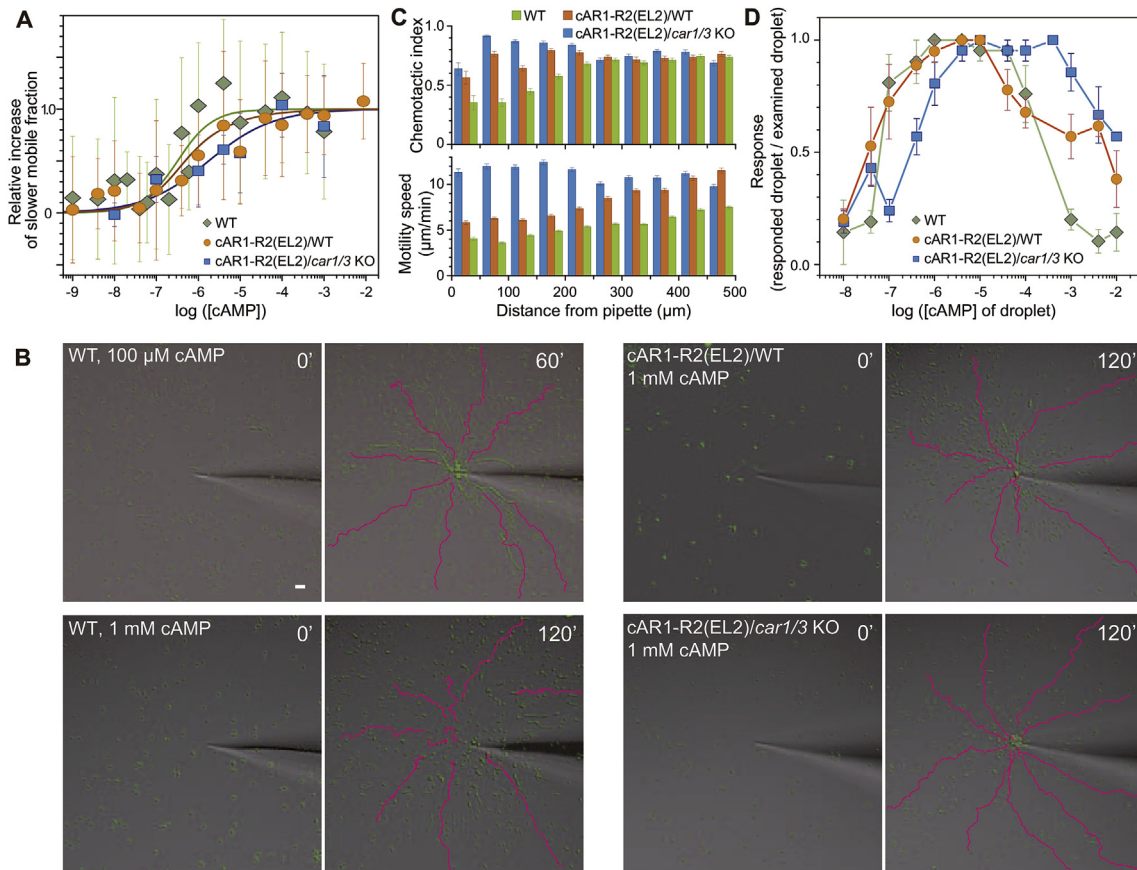 A
Relative increase
of slower mobile fraction
10
0
WT
cAR1-R2(EL2)/WT
cAR1-R2(EL2)/car1/3 KO
-9 -8 -7 -6 -5 -4 -3 -2
log ([cAMP])
C
WT
cAR1-R2(EL2)/WT
cAR1-R2(EL2)/car1/3 KO
Chemotactic index
1.0
0.5
0.0
Motility speed
(µm/min)
10
5
0
0 100 200 300 400 500
Distance from pipette (µm)
D
Response
(responded droplet / examined droplet)
1.0
0.5
0.0
WT
cAR1-R2(EL2)/WT
cAR1-R2(EL2)/car1/3 KO
-8 -7 -6 -5 -4 -3 -2
log ([cAMP] of droplet)
B
WT, 100 µM cAMP
0'
60'
cAR1-R2(EL2)/WT
1 mM cAMP
0'
120'
WT, 1 mM cAMP
0'
120'
cAR1-R2(EL2)/car1/3 KO
1 mM cAMP
0'
120'